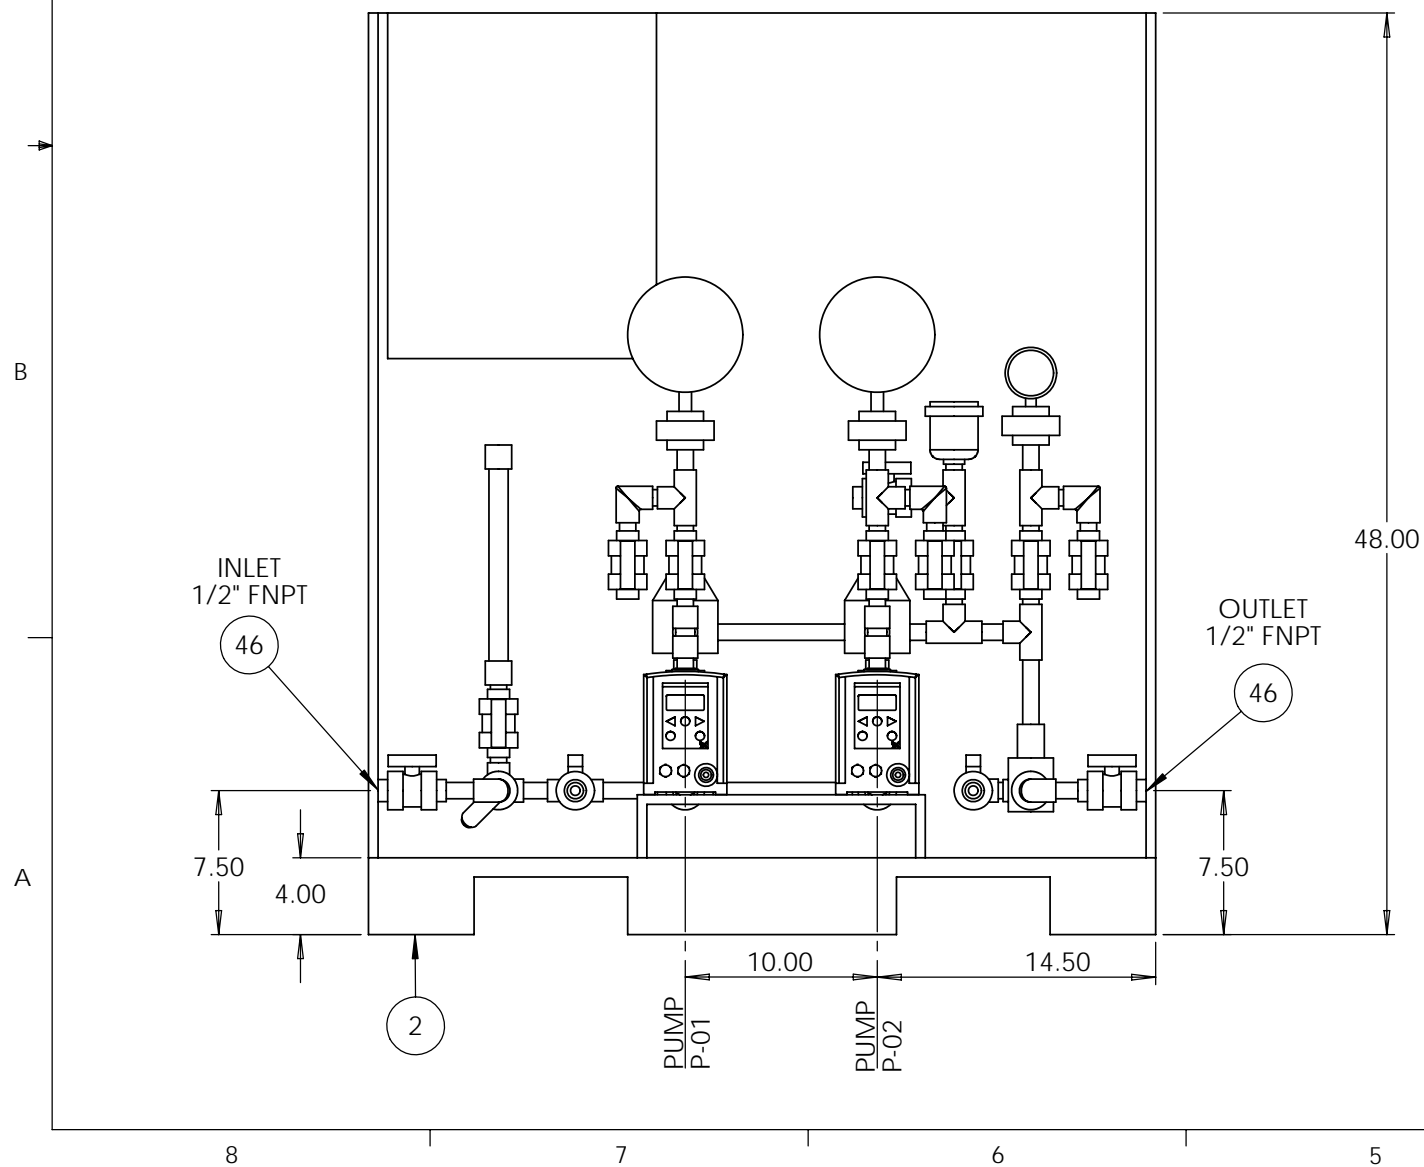 B
48.00
INLET
1/2" FNPT
46
OUTLET
1/2" FNPT
46
7.50
4.00
7.50
A
10.00
14.50
2
PUMP
P-01
PUMP
P-02
8
7
6
5